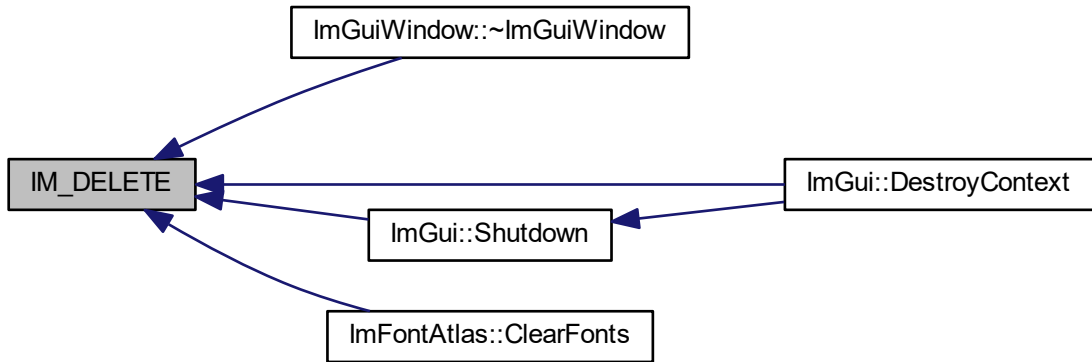 ImGuiWindow::~ImGuiWindow
IM_DELETE
ImGui::DestroyContext
ImGui::Shutdown
ImFontAtlas::ClearFonts